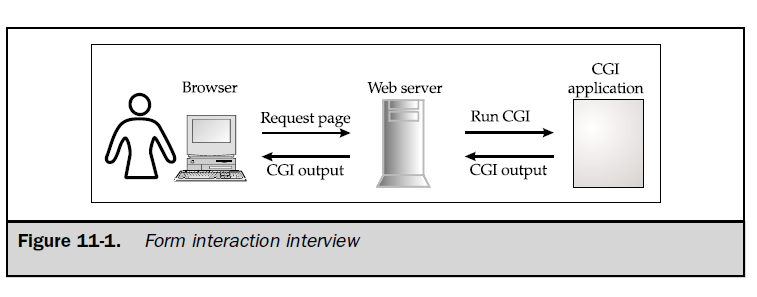 Browser
Web server
CGI
application
Request page
Run CGI
CGI output
CGI output
Figure 11-1. Form interaction interview